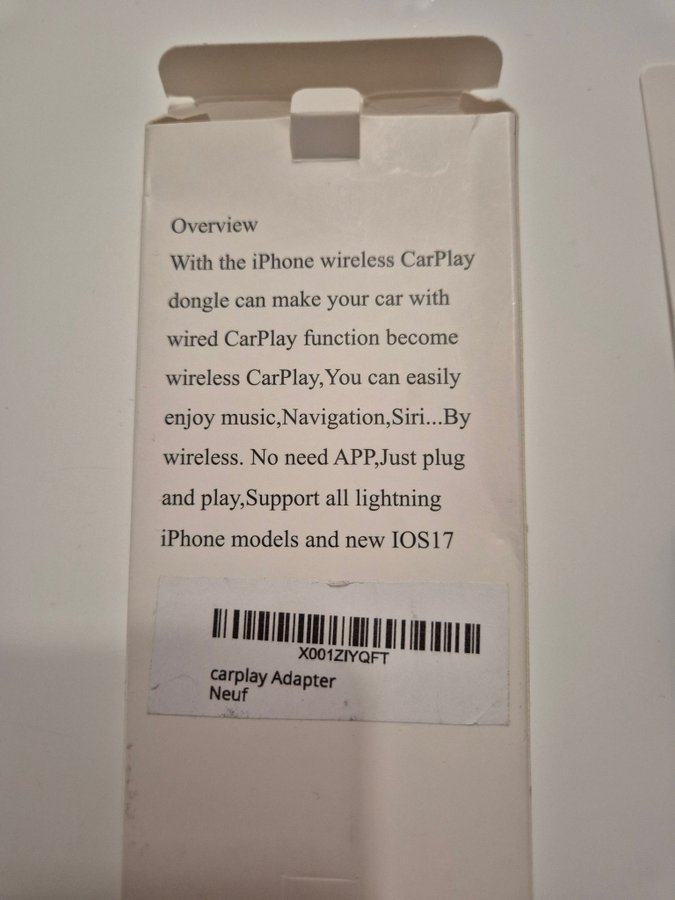 Overview
With the iPhone wireless CarPlay
dongle can make your car with
wired CarPlay function become
wireless CarPlay,You can easily
enjoy music,Navigation,Siri...By
wireless. No need APP,Just plug
and play,Support all lightning
iPhone models and new IOS17
X001ZIYQFT
carplay Adapter
Neuf